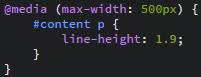 @media (max-width: 500px) {
    #content p {
        line-height: 1.9;
    }
}